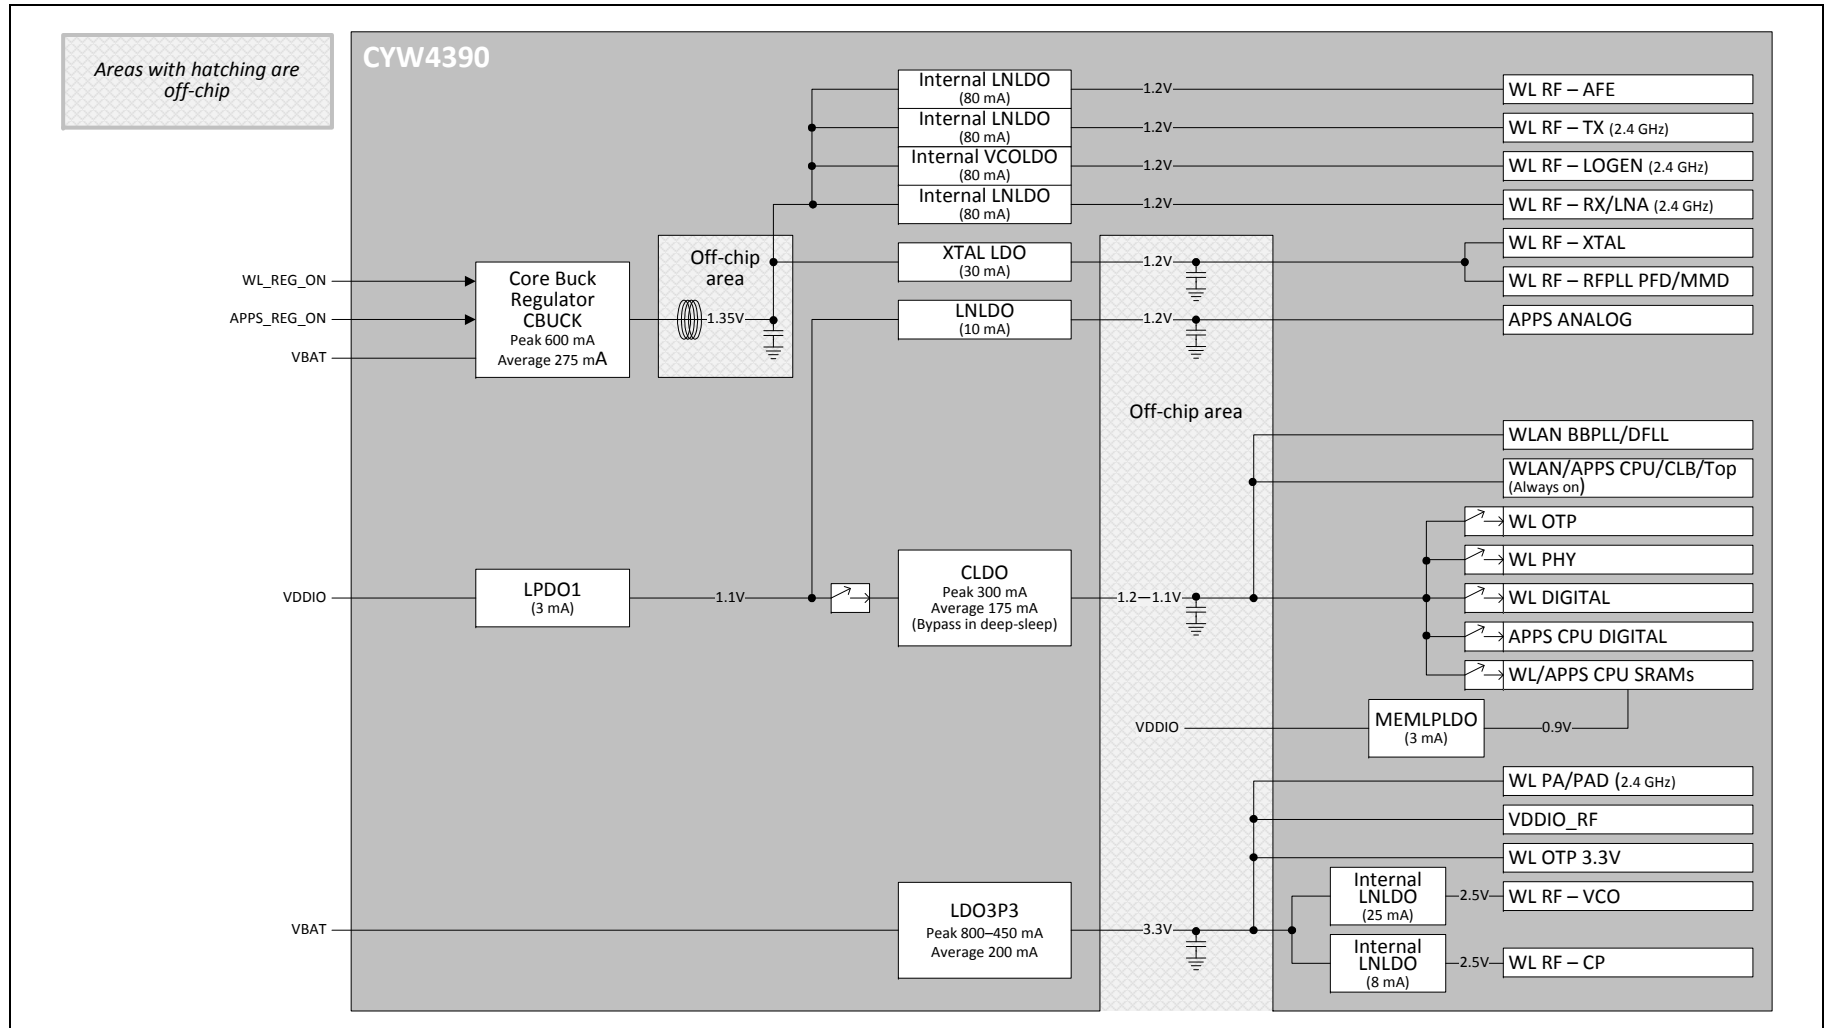 Areas with hatching are
off-chip
CYW4390
Internal LNLDO
(80 mA)
1.2V
WL RF – AFE
Internal LNLDO
(80 mA)
1.2V
WL RF – TX (2.4 GHz)
Internal VCOLDO
(80 mA)
1.2V
WL RF – LOGEN (2.4 GHz)
Internal LNLDO
(80 mA)
1.2V
WL RF – RX/LNA (2.4 GHz)
WL_REG_ON
APPS_REG_ON
VBAT
Core Buck
Regulator
CBUCK
Peak 600 mA
Average 275 mA
Off-chip
area
1.35V
XTAL LDO
(30 mA)
1.2V
WL RF – XTAL
WL RF – RFPLL PFD/MMD
LNLDO
(10 mA)
1.2V
APPS ANALOG
Off-chip area
WLAN BBPLL/DFLL
WLAN/APPS CPU/CLB/Top
(Always on)
WL OTP
WL PHY
VDDIO
LPDO1
(3 mA)
1.1V
CLDO
Peak 300 mA
Average 175 mA
(Bypass in deep-sleep)
1.2—1.1V
WL DIGITAL
APPS CPU DIGITAL
WL/APPS CPU SRAMs
VDDIO
MEMLPLDO
(3 mA)
0.9V
WL PA/PAD (2.4 GHz)
VDDIO_RF
WL OTP 3.3V
VBAT
LDO3P3
Peak 800–450 mA
Average 200 mA
3.3V
Internal
LNLDO
(25 mA)
2.5V
WL RF – VCO
Internal
LNLDO
(8 mA)
2.5V
WL RF – CP